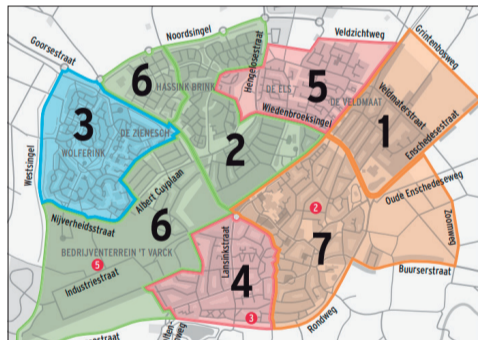 Noordsingel
Veldzichtweg
Goorsestraat
Grintenbosweg
6
HASSINK BRINK
Hengelosestraat
DE ELS
5
DE VELDMAAT
Veldmaterstraat
Enschedesestraat
1
3
DE ZIENESCH
WOLFERINK
Westsingel
Wiedenbroeksingel
2
Albert Cuyplaan
Nijverheidsstraat
6
BEDRIJVENTERREIN 'T VARCK
5
Industriestraat
Lansinkstraat
4
3
2
7
Oude Enschedeseweg
Zoomweg
Buurserstraat
Rondweg